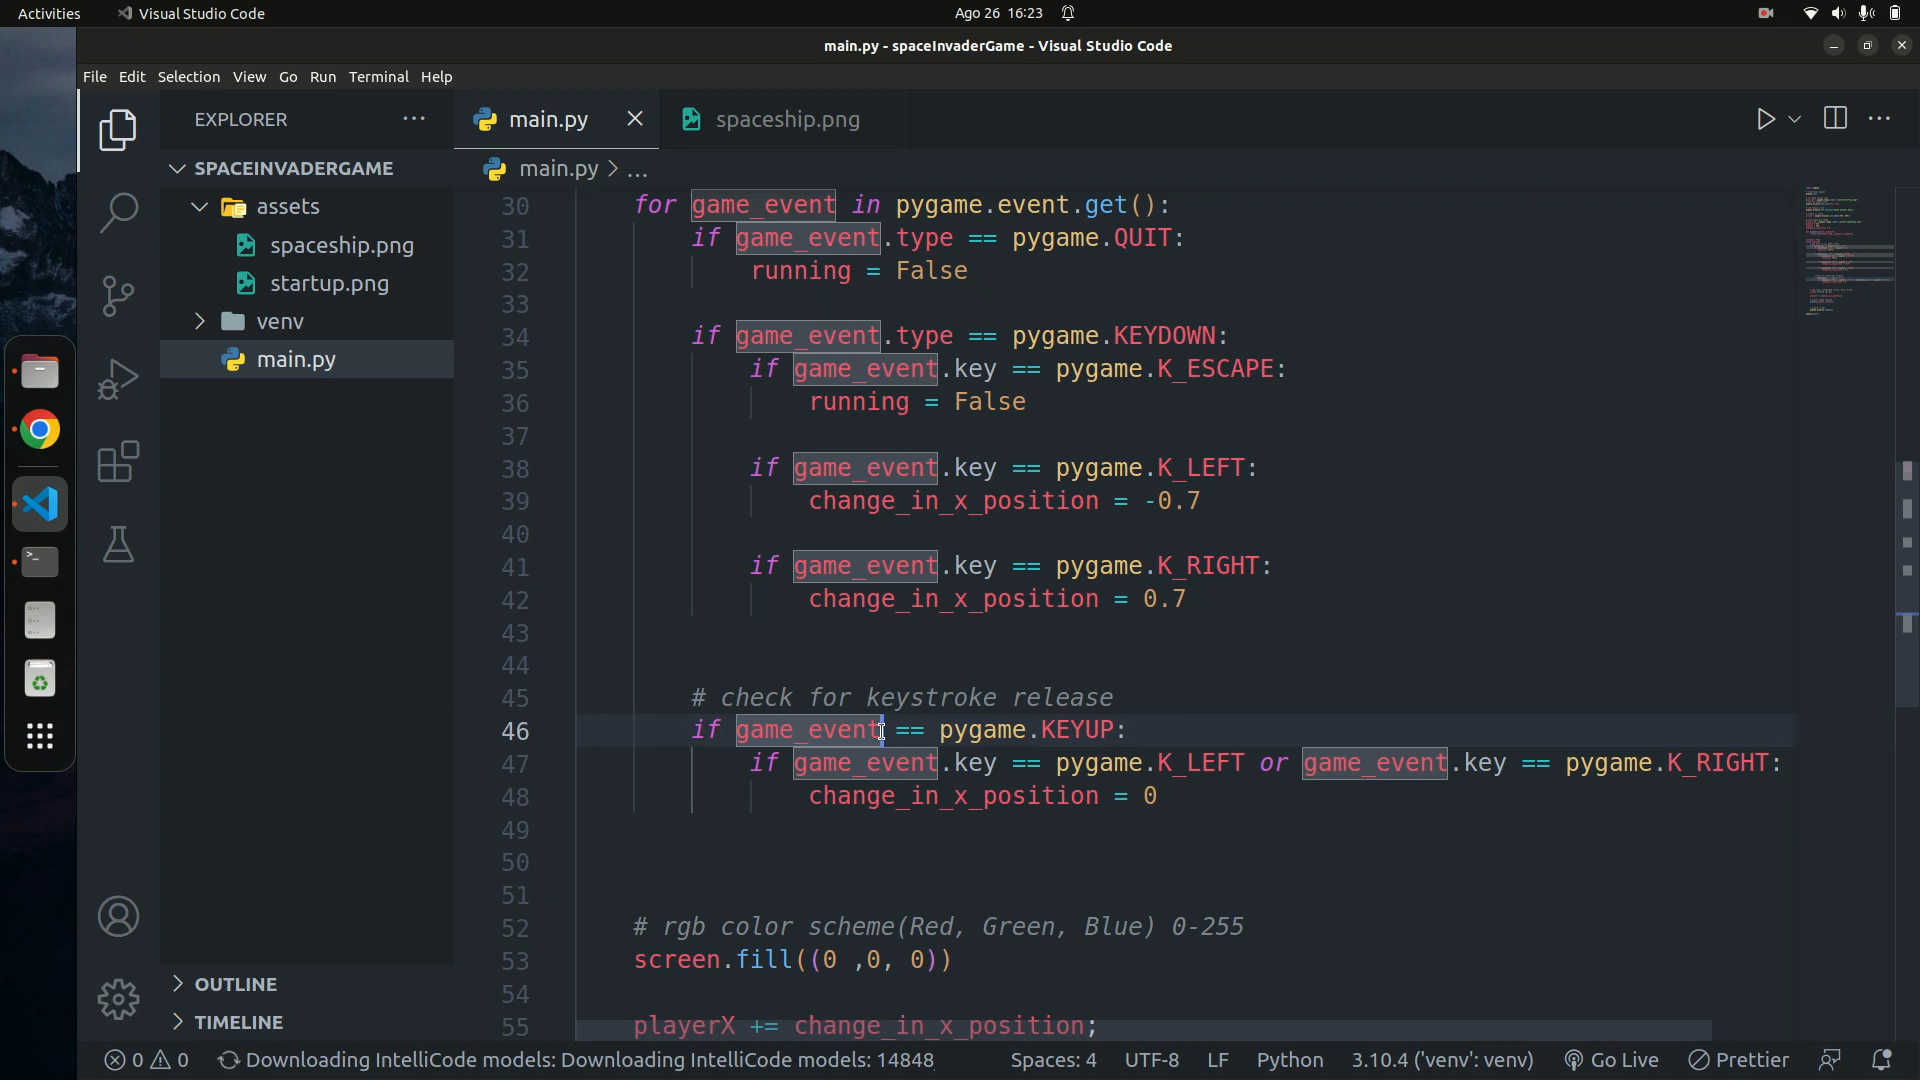 Activities
Visual Studio Code
Ago 26 16:23
main.py - spaceInvaderGame - Visual Studio Code
File Edit Selection View Go Run Terminal Help
EXPLORER
main.py
spaceship.png
SPACEINVADERGAME
assets
spaceship.png
startup.png
venv
main.py
OUTLINE
TIMELINE
main.py > ...
30 for game_event in pygame.event.get():
31 if game_event.type == pygame.QUIT:
32 running = False
33
34 if game_event.type == pygame.KEYDOWN:
35 if game_event.key == pygame.K_ESCAPE:
36 running = False
37
38 if game_event.key == pygame.K_LEFT:
39 change_in_x_position = -0.7
40
41 if game_event.key == pygame.K_RIGHT:
42 change_in_x_position = 0.7
43
44
45 # check for keystroke release
46 if game_event == pygame.KEYUP:
47 if game_event.key == pygame.K_LEFT or game_event.key == pygame.K_RIGHT:
48 change_in_x_position = 0
49
50
51
52 # rgb color scheme(Red, Green, Blue) 0-255
53 screen.fill((0 ,0, 0))
54
55 playerX += change_in_x_position;
0 0 Downloading IntelliCode models: Downloading IntelliCode models: 14848 Spaces: 4 UTF-8 LF Python 3.10.4 ('venv': venv) Go Live Prettier